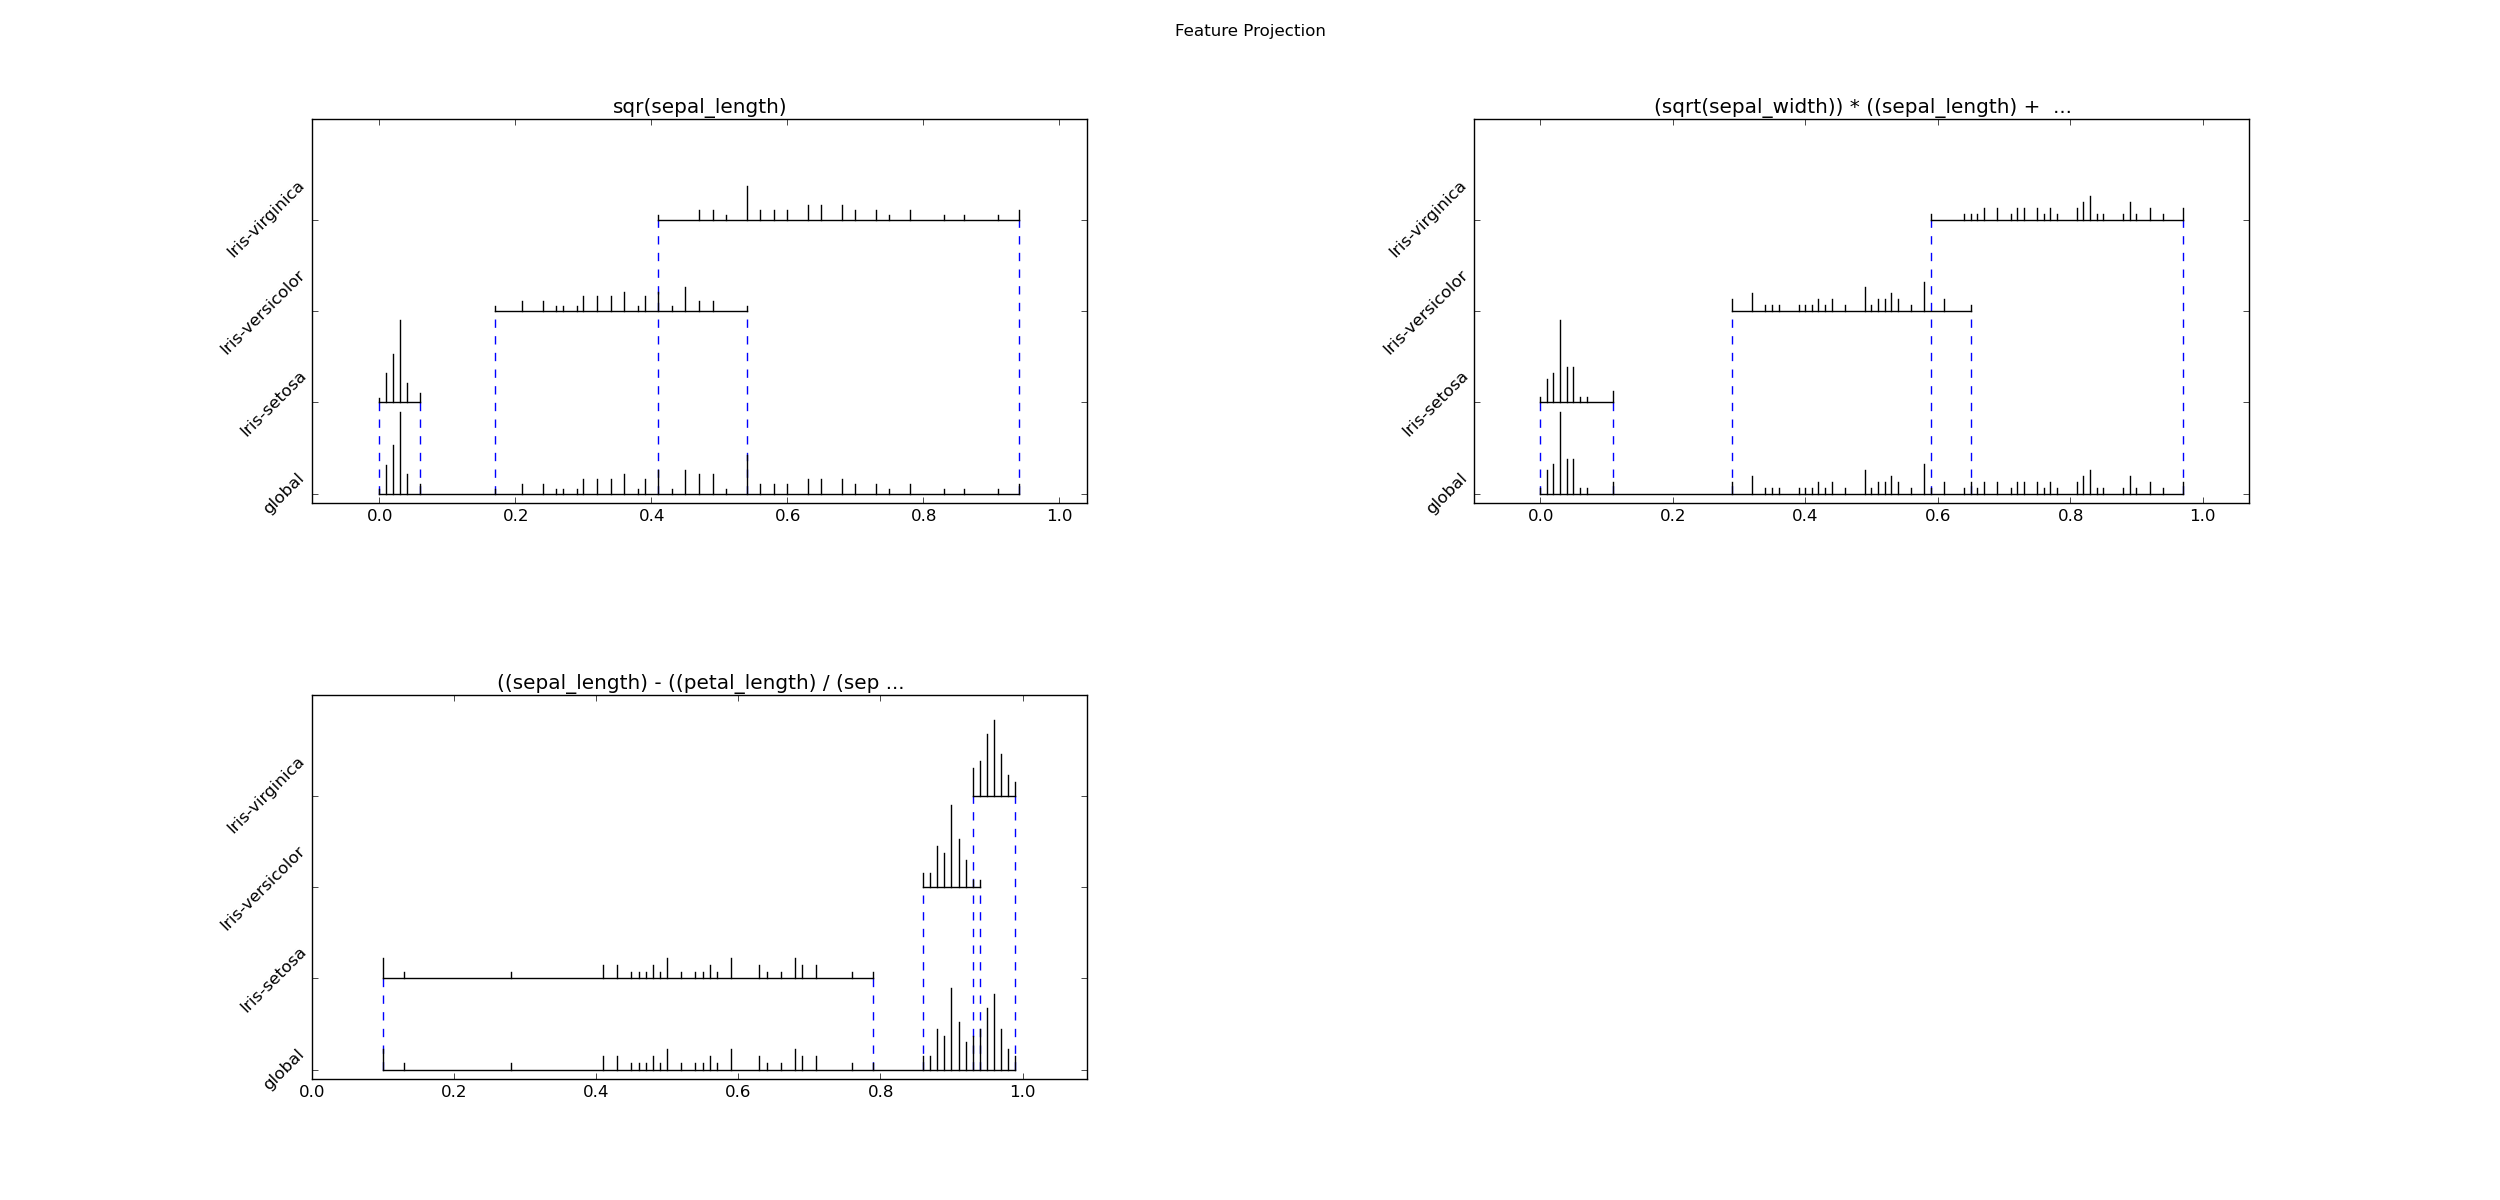 Feature Projection
sqr(sepal_length)
Iris-virginica
Iris-versicolor
Iris-setosa
global
0.0 0.2 0.4 0.6 0.8 1.0
(sqrt(sepal_width)) * ((sepal_length) +  ...
Iris-virginica
Iris-versicolor
Iris-setosa
global
0.0 0.2 0.4 0.6 0.8 1.0
((sepal_length) - ((petal_length) / (sep ...
Iris-virginica
Iris-versicolor
Iris-setosa
global
0.0 0.2 0.4 0.6 0.8 1.0